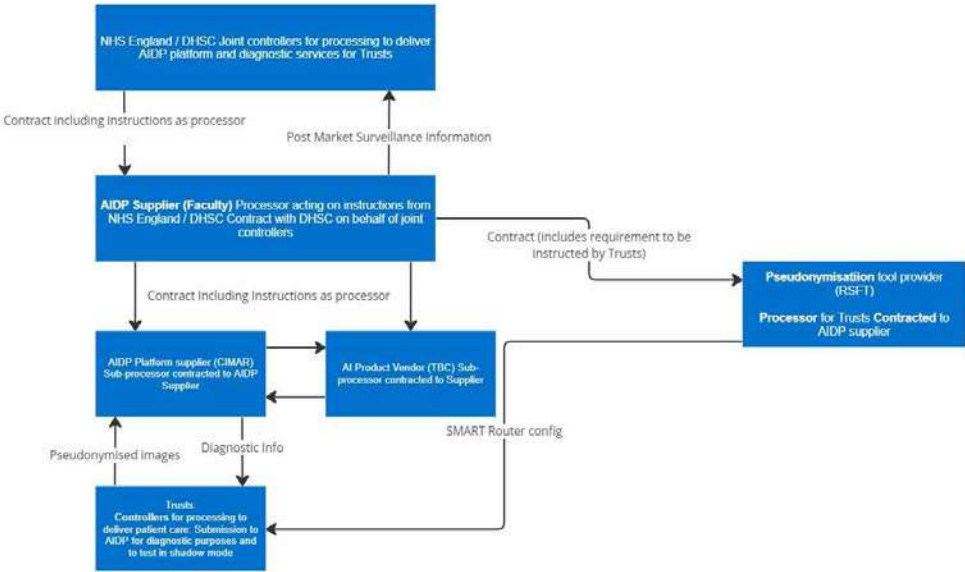 NHS England / DHSC Joint controllers for processing to deliver
AIDP platform and diagnostic services for Trusts
Contract including Instructions as processor
Post Market Surveillance Information
AIDP Supplier (Faculty) Processor acting on instructions from
NHS England / DHSC Contract with DHSC on behalf of joint
controllers
Contract (includes requirement to be
instructed by Trusts)
Pseudonymisatiion tool provider
(RSFT)
Processor for Trusts Contracted to
AIDP supplier
Contract Including Instructions as processor
AIDP Platform supplier (CIMAR)
Sub-processor contracted to AIDP
Supplier
AI Product Vendor (TBC) Sub-
processor contracted to Supplier
SMART Router config
Pseudonymised images
Diagnostic Info
Trusts
Controllers for processing to
deliver patient care: Submission to
AIDP for diagnostic purposes and
to test in shadow mode